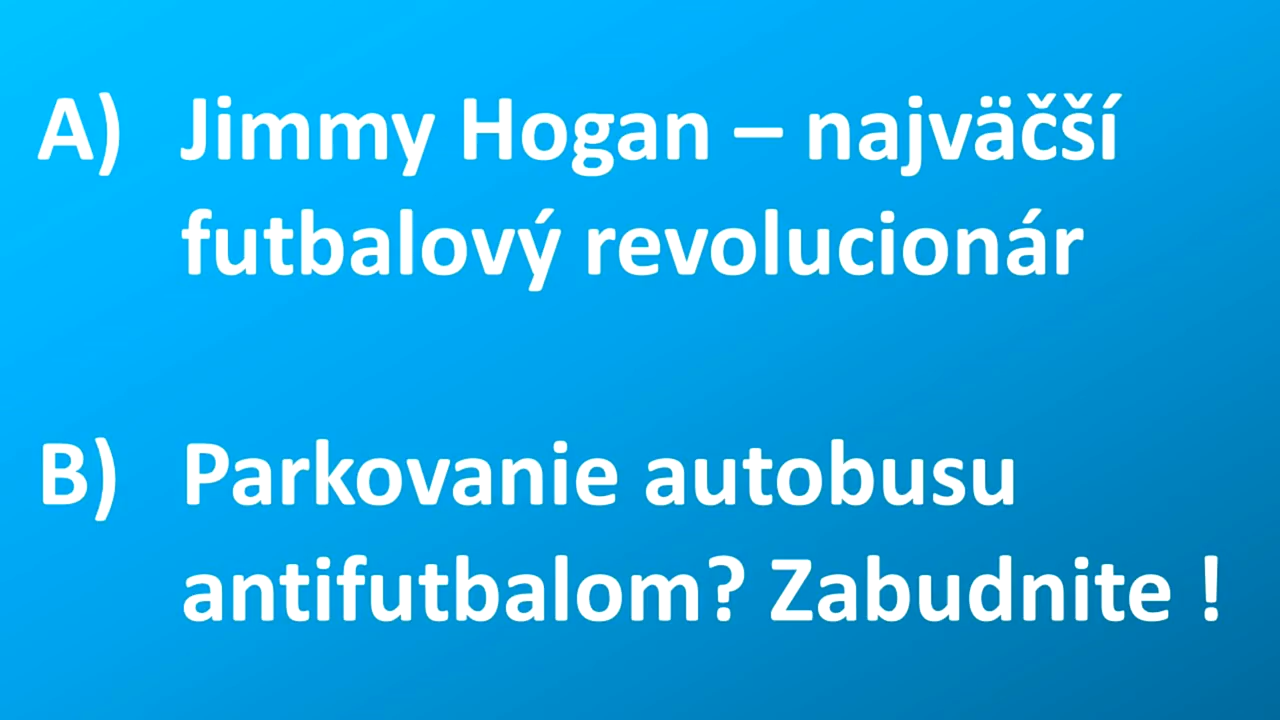 A) Jimmy Hogan – najväčší
futbalový revolucionár
B) Parkovanie autobusu
antifutbalom? Zabudnite !